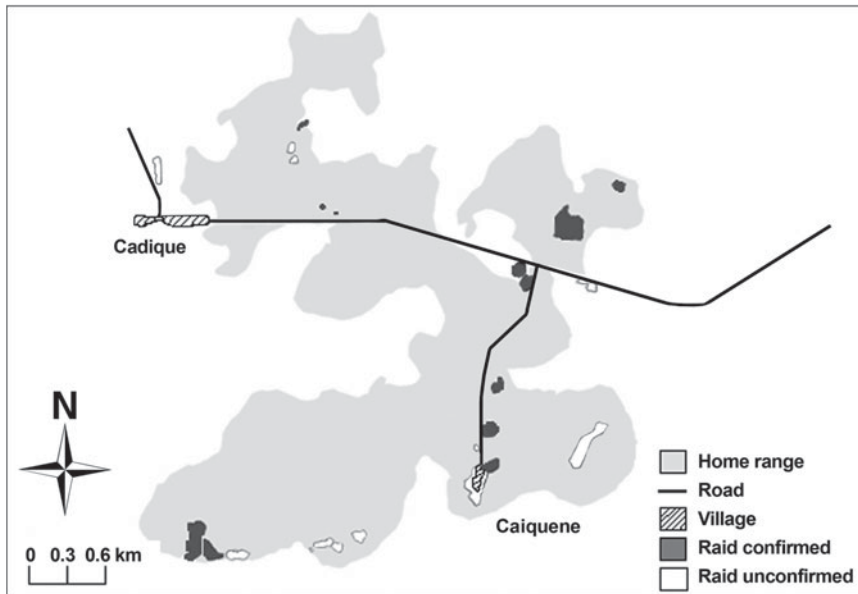 Cadique
N
0 0.3 0.6 km
Caiquene
Home range
Road
Village
Raid confirmed
Raid unconfirmed